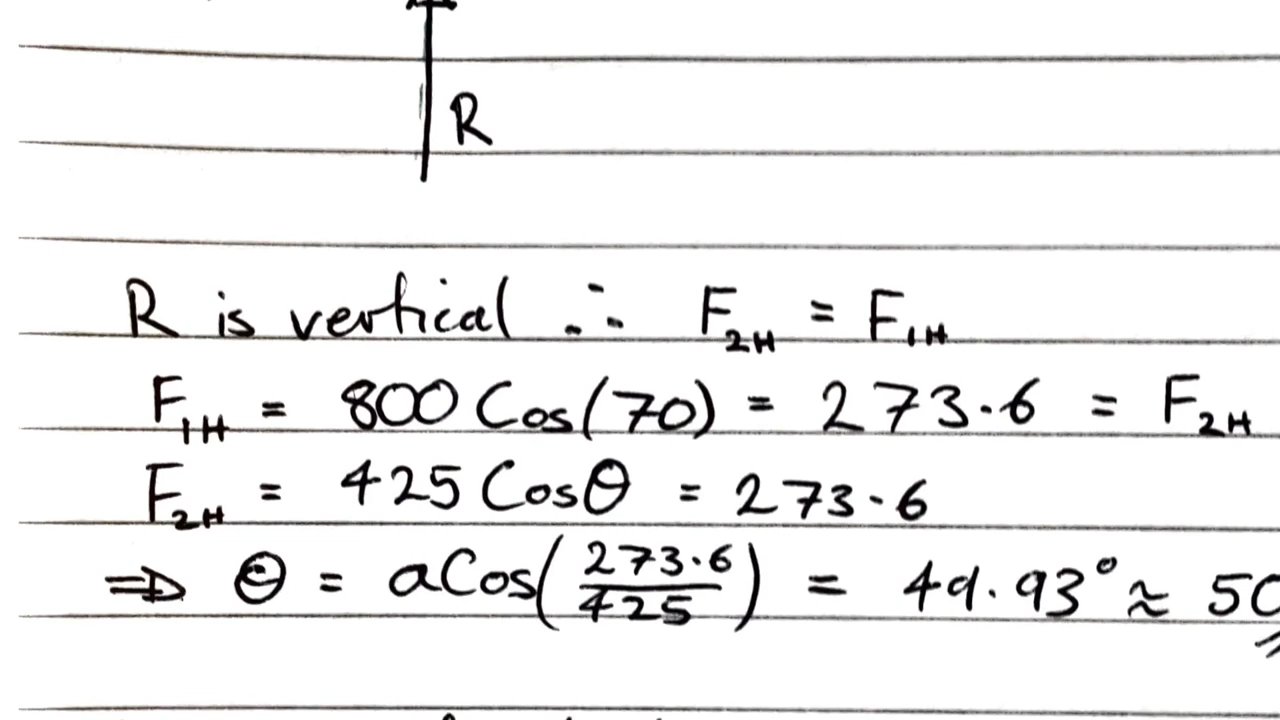 R
R is vertical ∴ F₂H = F₁H
F₁H = 800 Cos(70) = 273.6 = F₂H
F₂H = 425 Cosθ = 273.6
⇒ θ = aCos(273.6/425) = 49.93° ≈ 50